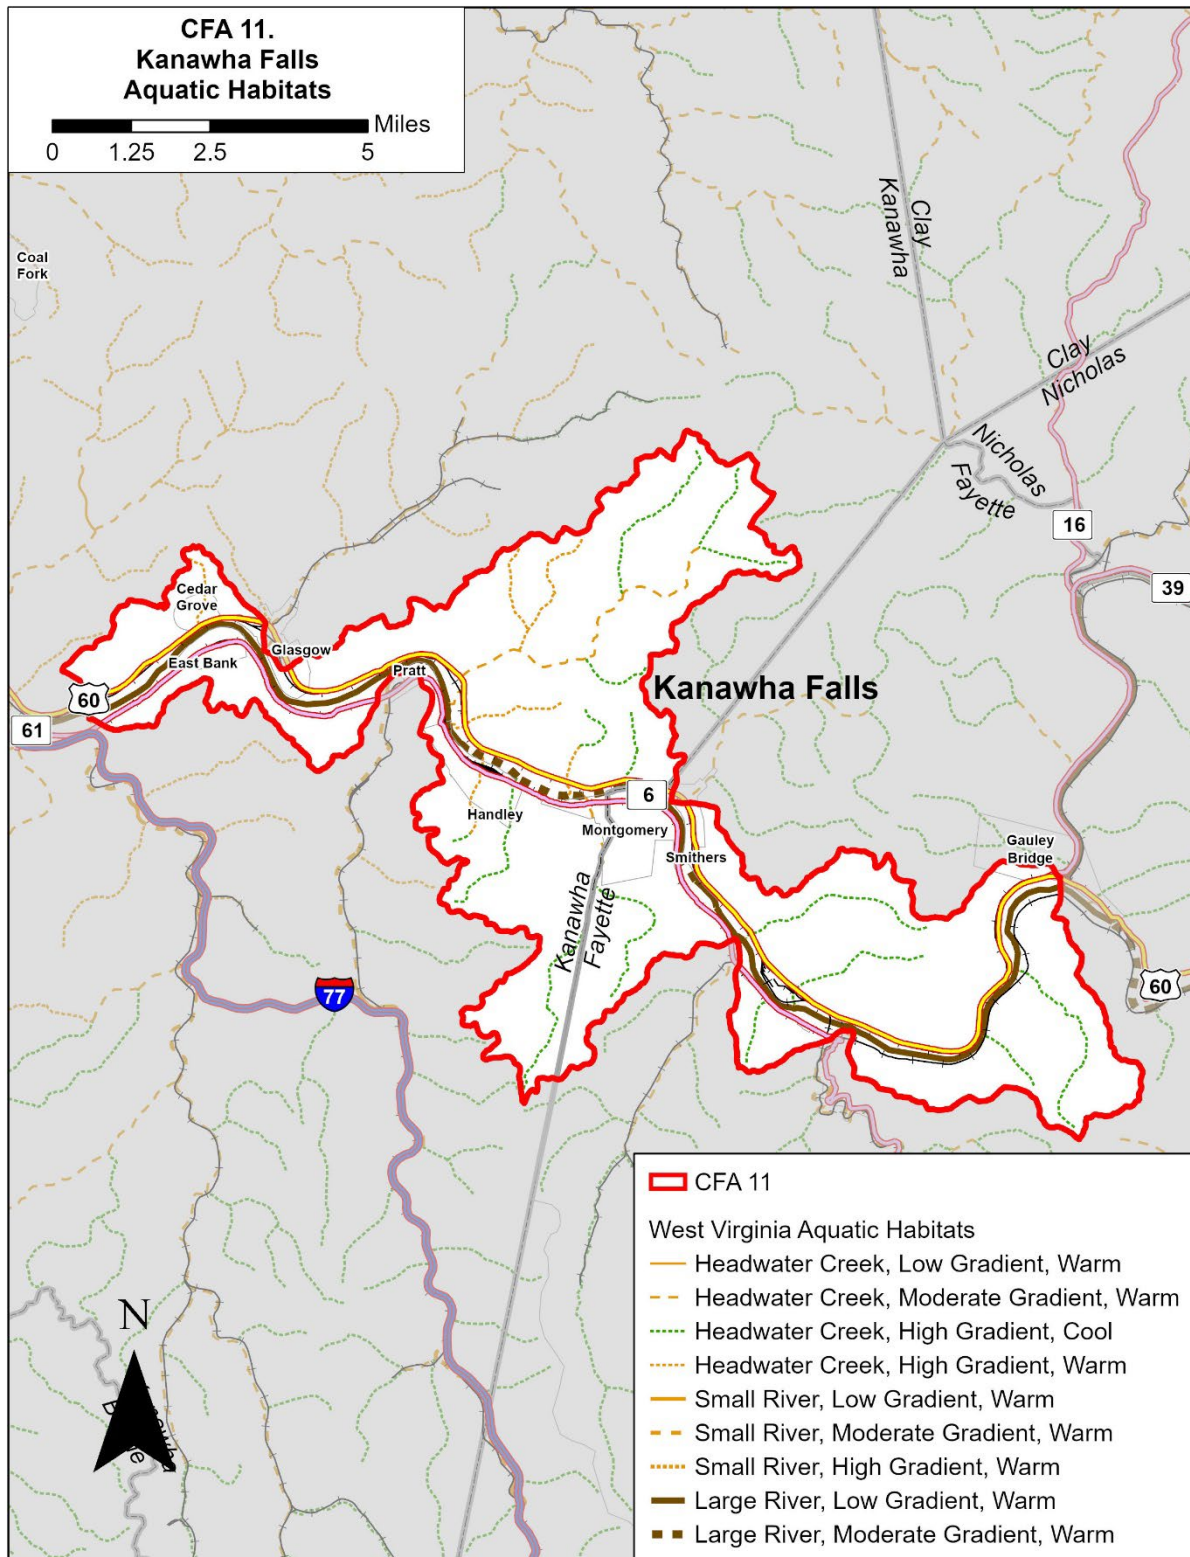 CFA 11.
Kanawha Falls
Aquatic Habitats
Miles
0 1.25 2.5 5
Coal
Fork
Clay
Kanawha
Clay
Nicholas
Nicholas
Fayette
16
39
Cedar
Grove
Glasgow
East Bank
Pratt
60
61
Kanawha Falls
6
Handley
Montgomery
Smithers
Gauley
Bridge
Kanawha
Fayette
77
60
N
CFA 11
West Virginia Aquatic Habitats
Headwater Creek, Low Gradient, Warm
Headwater Creek, Moderate Gradient, Warm
Headwater Creek, High Gradient, Cool
Headwater Creek, High Gradient, Warm
Small River, Low Gradient, Warm
Small River, Moderate Gradient, Warm
Small River, High Gradient, Warm
Large River, Low Gradient, Warm
Large River, Moderate Gradient, Warm